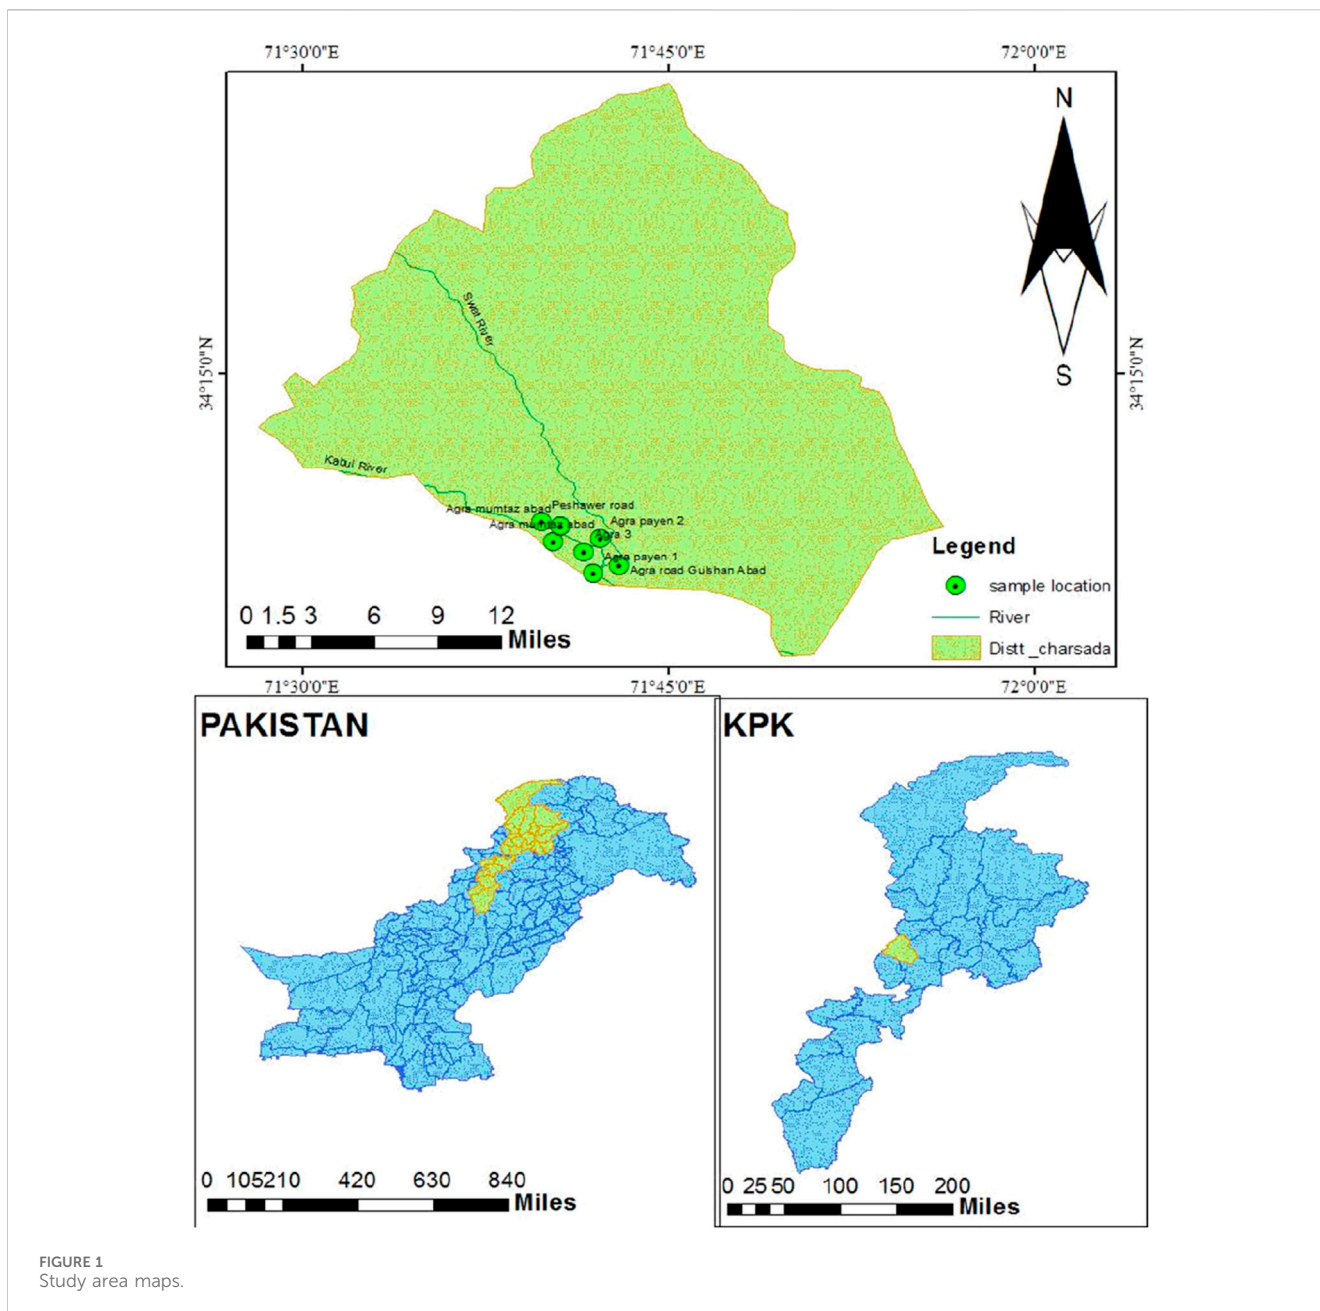 71°30'0"E 71°45'0"E 72°0'0"E
N
S
34°15'0"N 34°15'0"N
Swat River
Kabul River
Agra mumtaz abad Peshawer road
Agra mumtaz abad Agra payen 2
Agra 3
Agra payen 1
Agra road Gulshan Abad
Legend
sample location
River
Distt_charsada
0 1.5 3 6 9 12
Miles
71°30'0"E 71°45'0"E 72°0'0"E
PAKISTAN
0 105210 420 630 840
Miles
KPK
0 25 50 100 150 200
Miles
FIGURE 1
Study area maps.